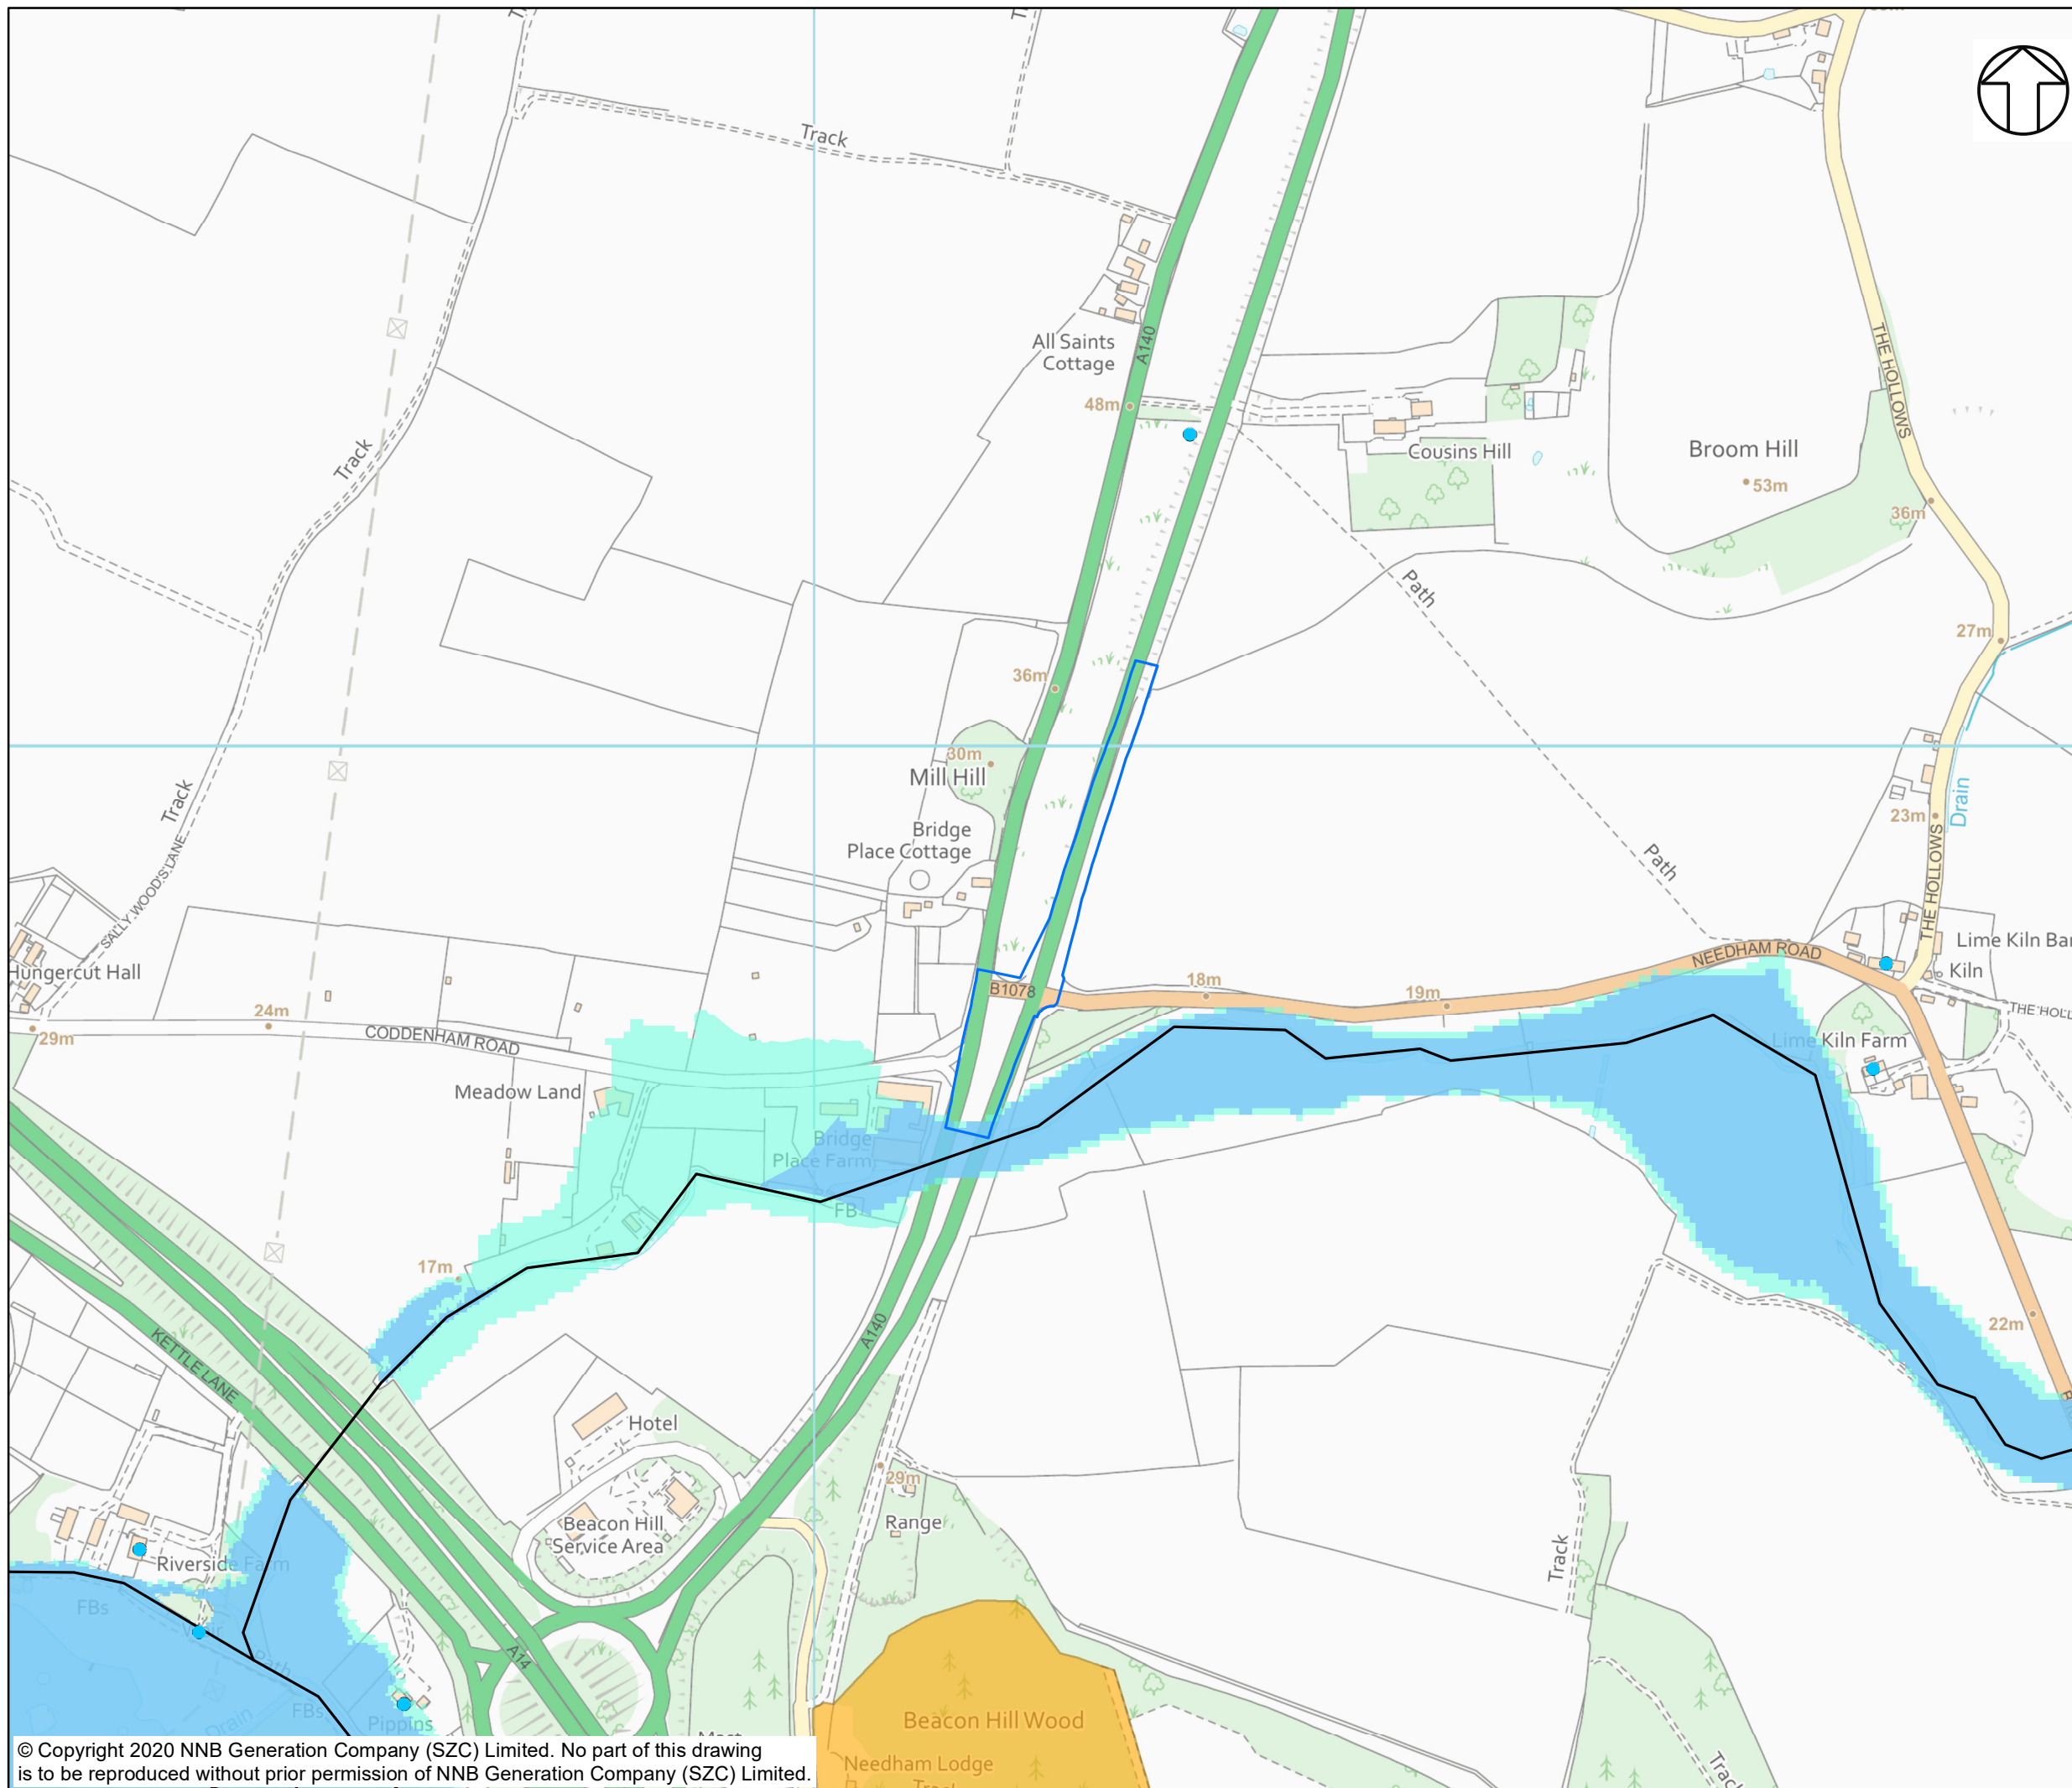 Track
All Saints
Cottage
A140
48m
Cousins Hill
Broom Hill
53m
THE HOLLOWS
36m
Track
Path
27m
36m
30m
Mill Hill
Bridge
Place Cottage
Track
SALLY WOOD'S LANE
Drain
23m
THE HOLLOWS
Path
Hungercut Hall
NEEDHAM ROAD
Lime Kiln
Kiln
18m
B1078
19m
24m
29m
CODDENHAM ROAD
Lime Kiln Farm
Meadow Land
Bridge
Place Farm
FB
17m
22m
KETTLE LANE
A140
Hotel
29m
Beacon Hill
Service Area
Range
Track
Riverside Farm
FBs
Weir
Path
A14
FBs
Pippins
Drain
Beacon Hill Wood
Needham Lodge
Track
© Copyright 2020 NNB Generation Company (SZC) Limited. No part of this drawing
is to be reproduced without prior permission of NNB Generation Company (SZC) Limited.